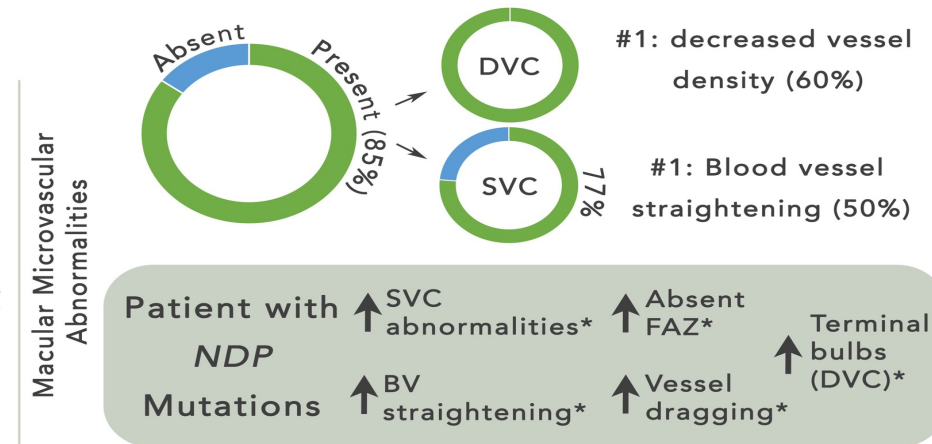 Macular Microvascular
Abnormalities
Absent
Present (85%)
DVC
#1: decreased vessel
density (60%)
SVC
77%
#1: Blood vessel
straightening (50%)
Patient with
NDP
Mutations
↑ SVC
abnormalities*
↑ BV
straightening*
↑ Absent
FAZ*
↑ Vessel
dragging*
↑ Terminal
bulbs
(DVC)*